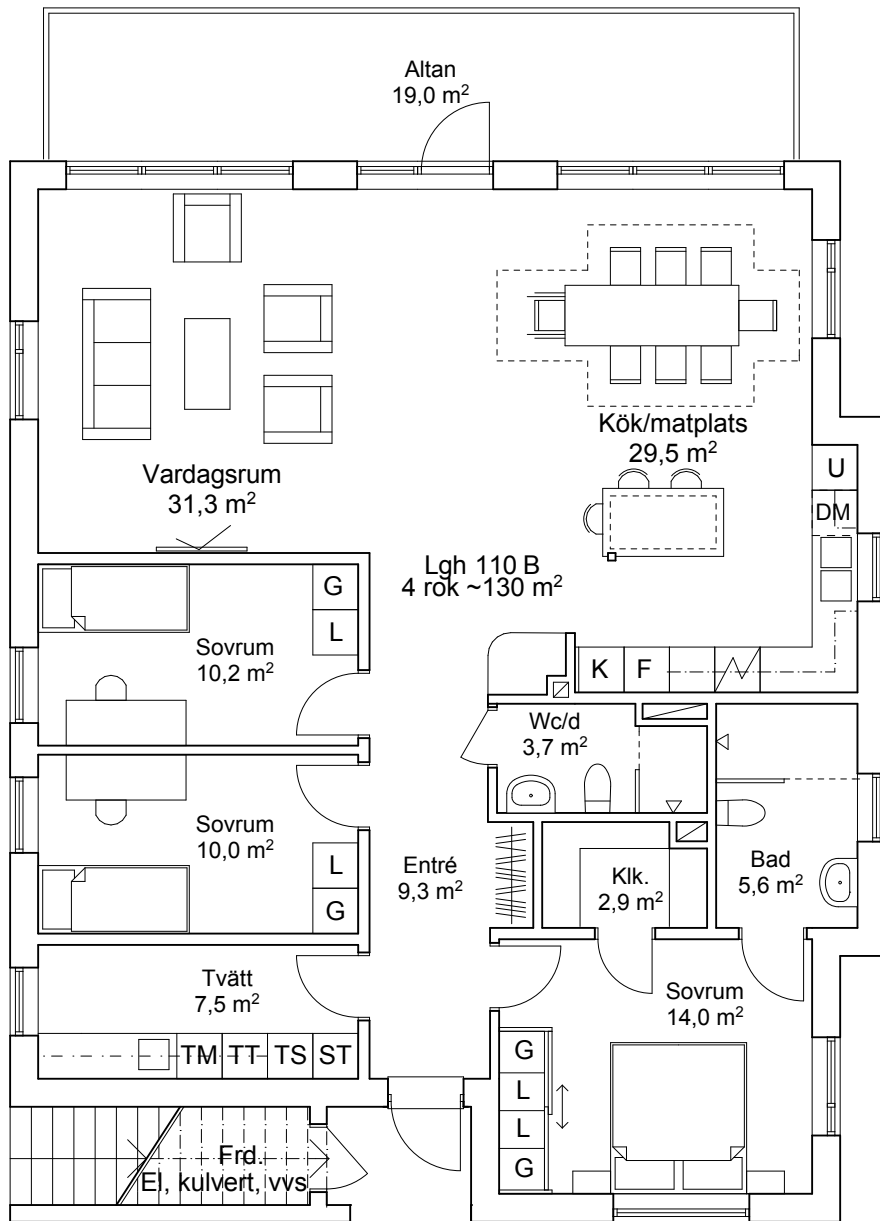 Altan
19,0 m²
Kök/matplats
29,5 m²
Vardagsrum
31,3 m²
U
DM
Lgh 110 B
4 rok ~130 m²
G
L
Sovrum
10,2 m²
K F
Wc/d
3,7 m²
Sovrum
10,0 m²
L
G
Entré
9,3 m²
Klk.
2,9 m²
Bad
5,6 m²
Tvätt
7,5 m²
TM TT TS ST
Sovrum
14,0 m²
G
L
L
G
Frd.
El, kulvert, vvs